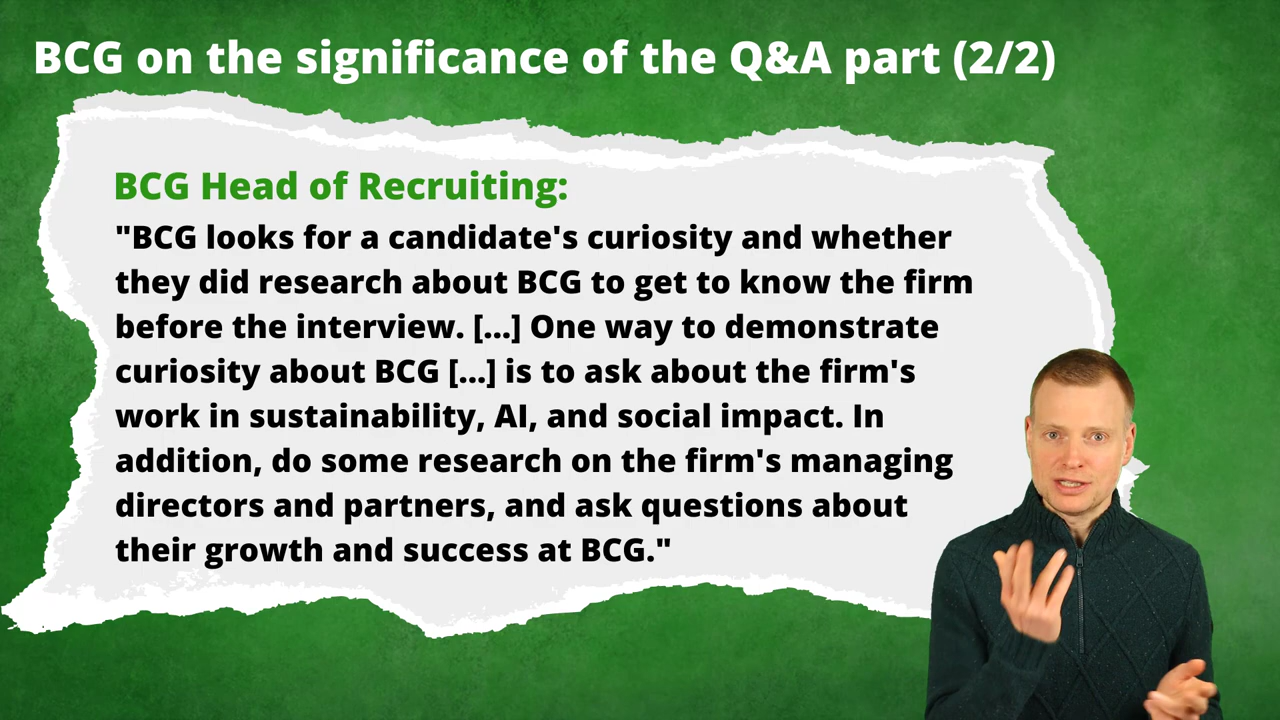 BCG on the significance of the Q&A part (2/2)
BCG Head of Recruiting:
"BCG looks for a candidate's curiosity and whether
they did research about BCG to get to know the firm
before the interview. [...] One way to demonstrate
curiosity about BCG [...] is to ask about the firm's
work in sustainability, AI, and social impact. In
addition, do some research on the firm's managing
directors and partners, and ask questions about
their growth and success at BCG."